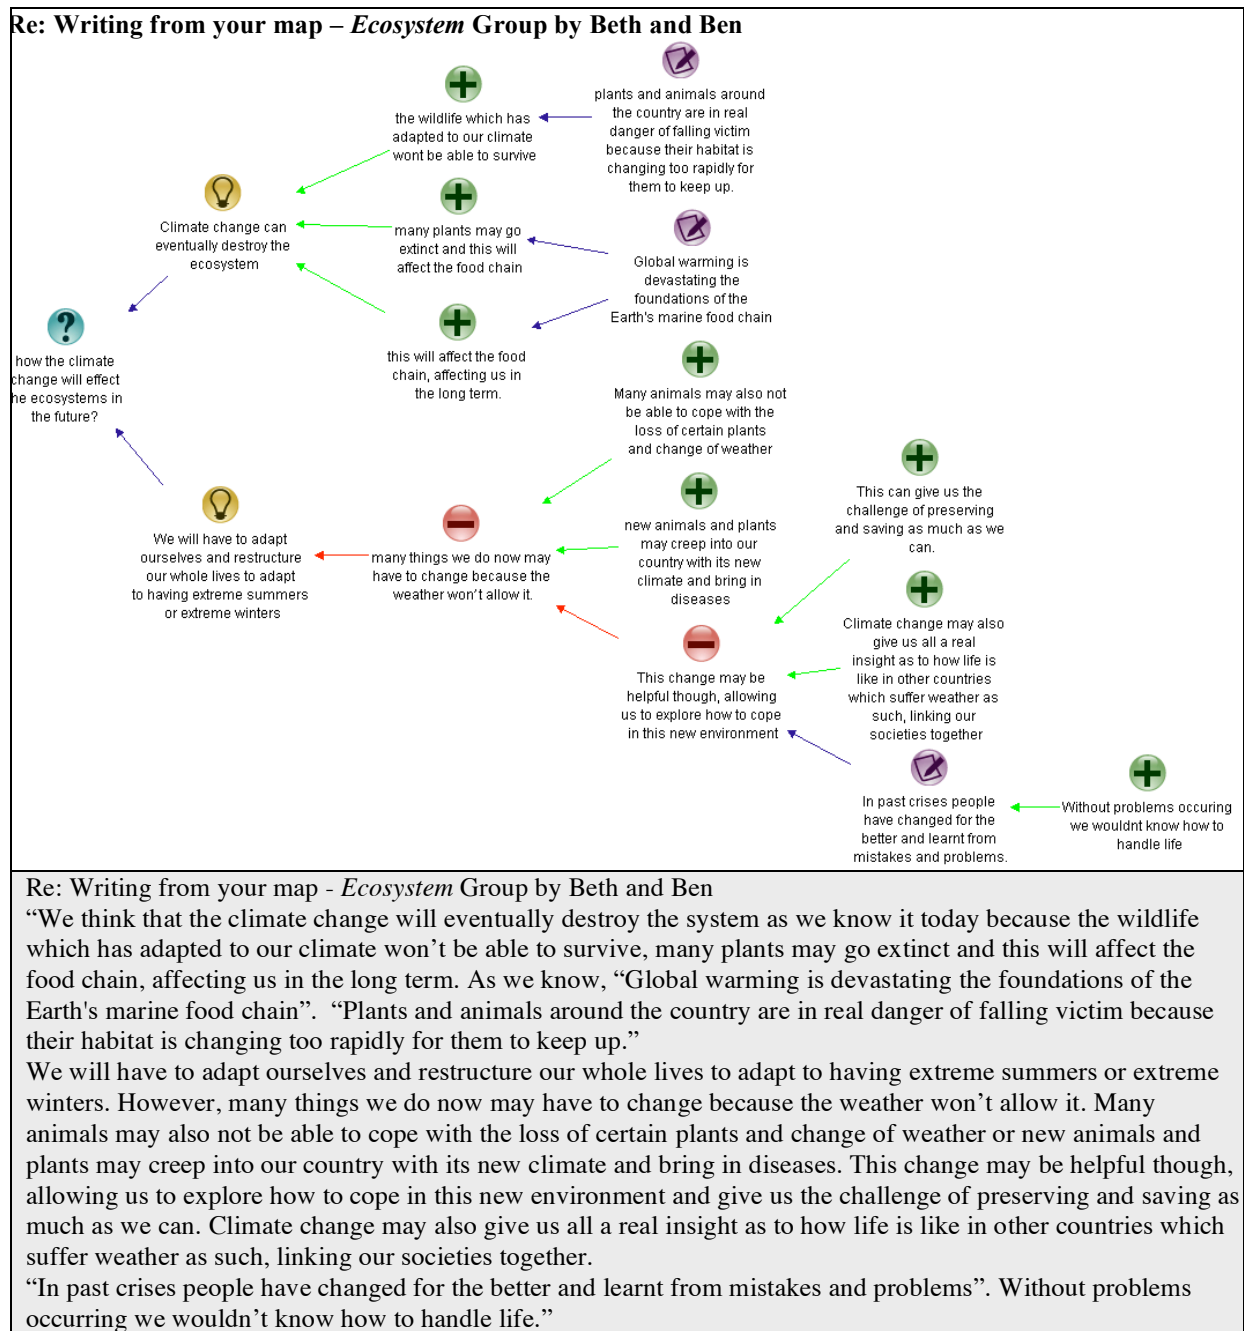 Re: Writing from your map – Ecosystem Group by Beth and Ben
plants and animals around
the country are in real
danger of falling victim
because their habitat is
changing too rapidly for
them to keep up.
the wildlife which has
adapted to our climate
wont be able to survive
Climate change can
eventually destroy the
ecosystem
many plants may go
extinct and this will
affect the food chain
Global warming is
devastating the
foundations of the
Earth's marine food chain
this will affect the food
chain, affecting us in
the long term.
?
how the climate
change will effect
he ecosystems in
the future?
Many animals may also not
be able to cope with the
loss of certain plants
and change of weather
We will have to adapt
ourselves and restructure
our whole lives to adapt
to having extreme summers
or extreme winters
many things we do now may
have to change because the
weather won't allow it.
new animals and plants
may creep into our
country with its new
climate and bring in
diseases
This can give us the
challenge of preserving
and saving as much as we
can.
This change may be
helpful though, allowing
us to explore how to cope
in this new environment
Climate change may also
give us all a real
insight as to how life is
like in other countries
which suffer weather as
such, linking our
societies together
In past crises people
have changed for the
better and learnt from
mistakes and problems.
Without problems occuring
we wouldnt know how to
handle life
Re: Writing from your map - Ecosystem Group by Beth and Ben
“We think that the climate change will eventually destroy the system as we know it today because the wildlife
which has adapted to our climate won’t be able to survive, many plants may go extinct and this will affect the
food chain, affecting us in the long term. As we know, “Global warming is devastating the foundations of the
Earth's marine food chain”. “Plants and animals around the country are in real danger of falling victim because
their habitat is changing too rapidly for them to keep up.”
We will have to adapt ourselves and restructure our whole lives to adapt to having extreme summers or extreme
winters. However, many things we do now may have to change because the weather won’t allow it. Many
animals may also not be able to cope with the loss of certain plants and change of weather or new animals and
plants may creep into our country with its new climate and bring in diseases. This change may be helpful though,
allowing us to explore how to cope in this new environment and give us the challenge of preserving and saving as
much as we can. Climate change may also give us all a real insight as to how life is like in other countries which
suffer weather as such, linking our societies together.
“In past crises people have changed for the better and learnt from mistakes and problems”. Without problems
occurring we wouldn’t know how to handle life.”